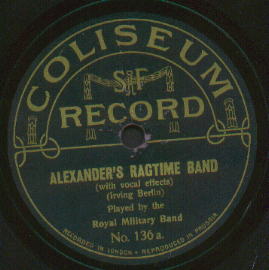 COLISEUM
SF
RECORD
ALEXANDER'S RAGTIME BAND
(with vocal effects)
(Irving Berlin)
Played by the
Royal Military Band
No. 136a.
RECORDED IN LONDON • REPRODUCED IN PRUSSIA